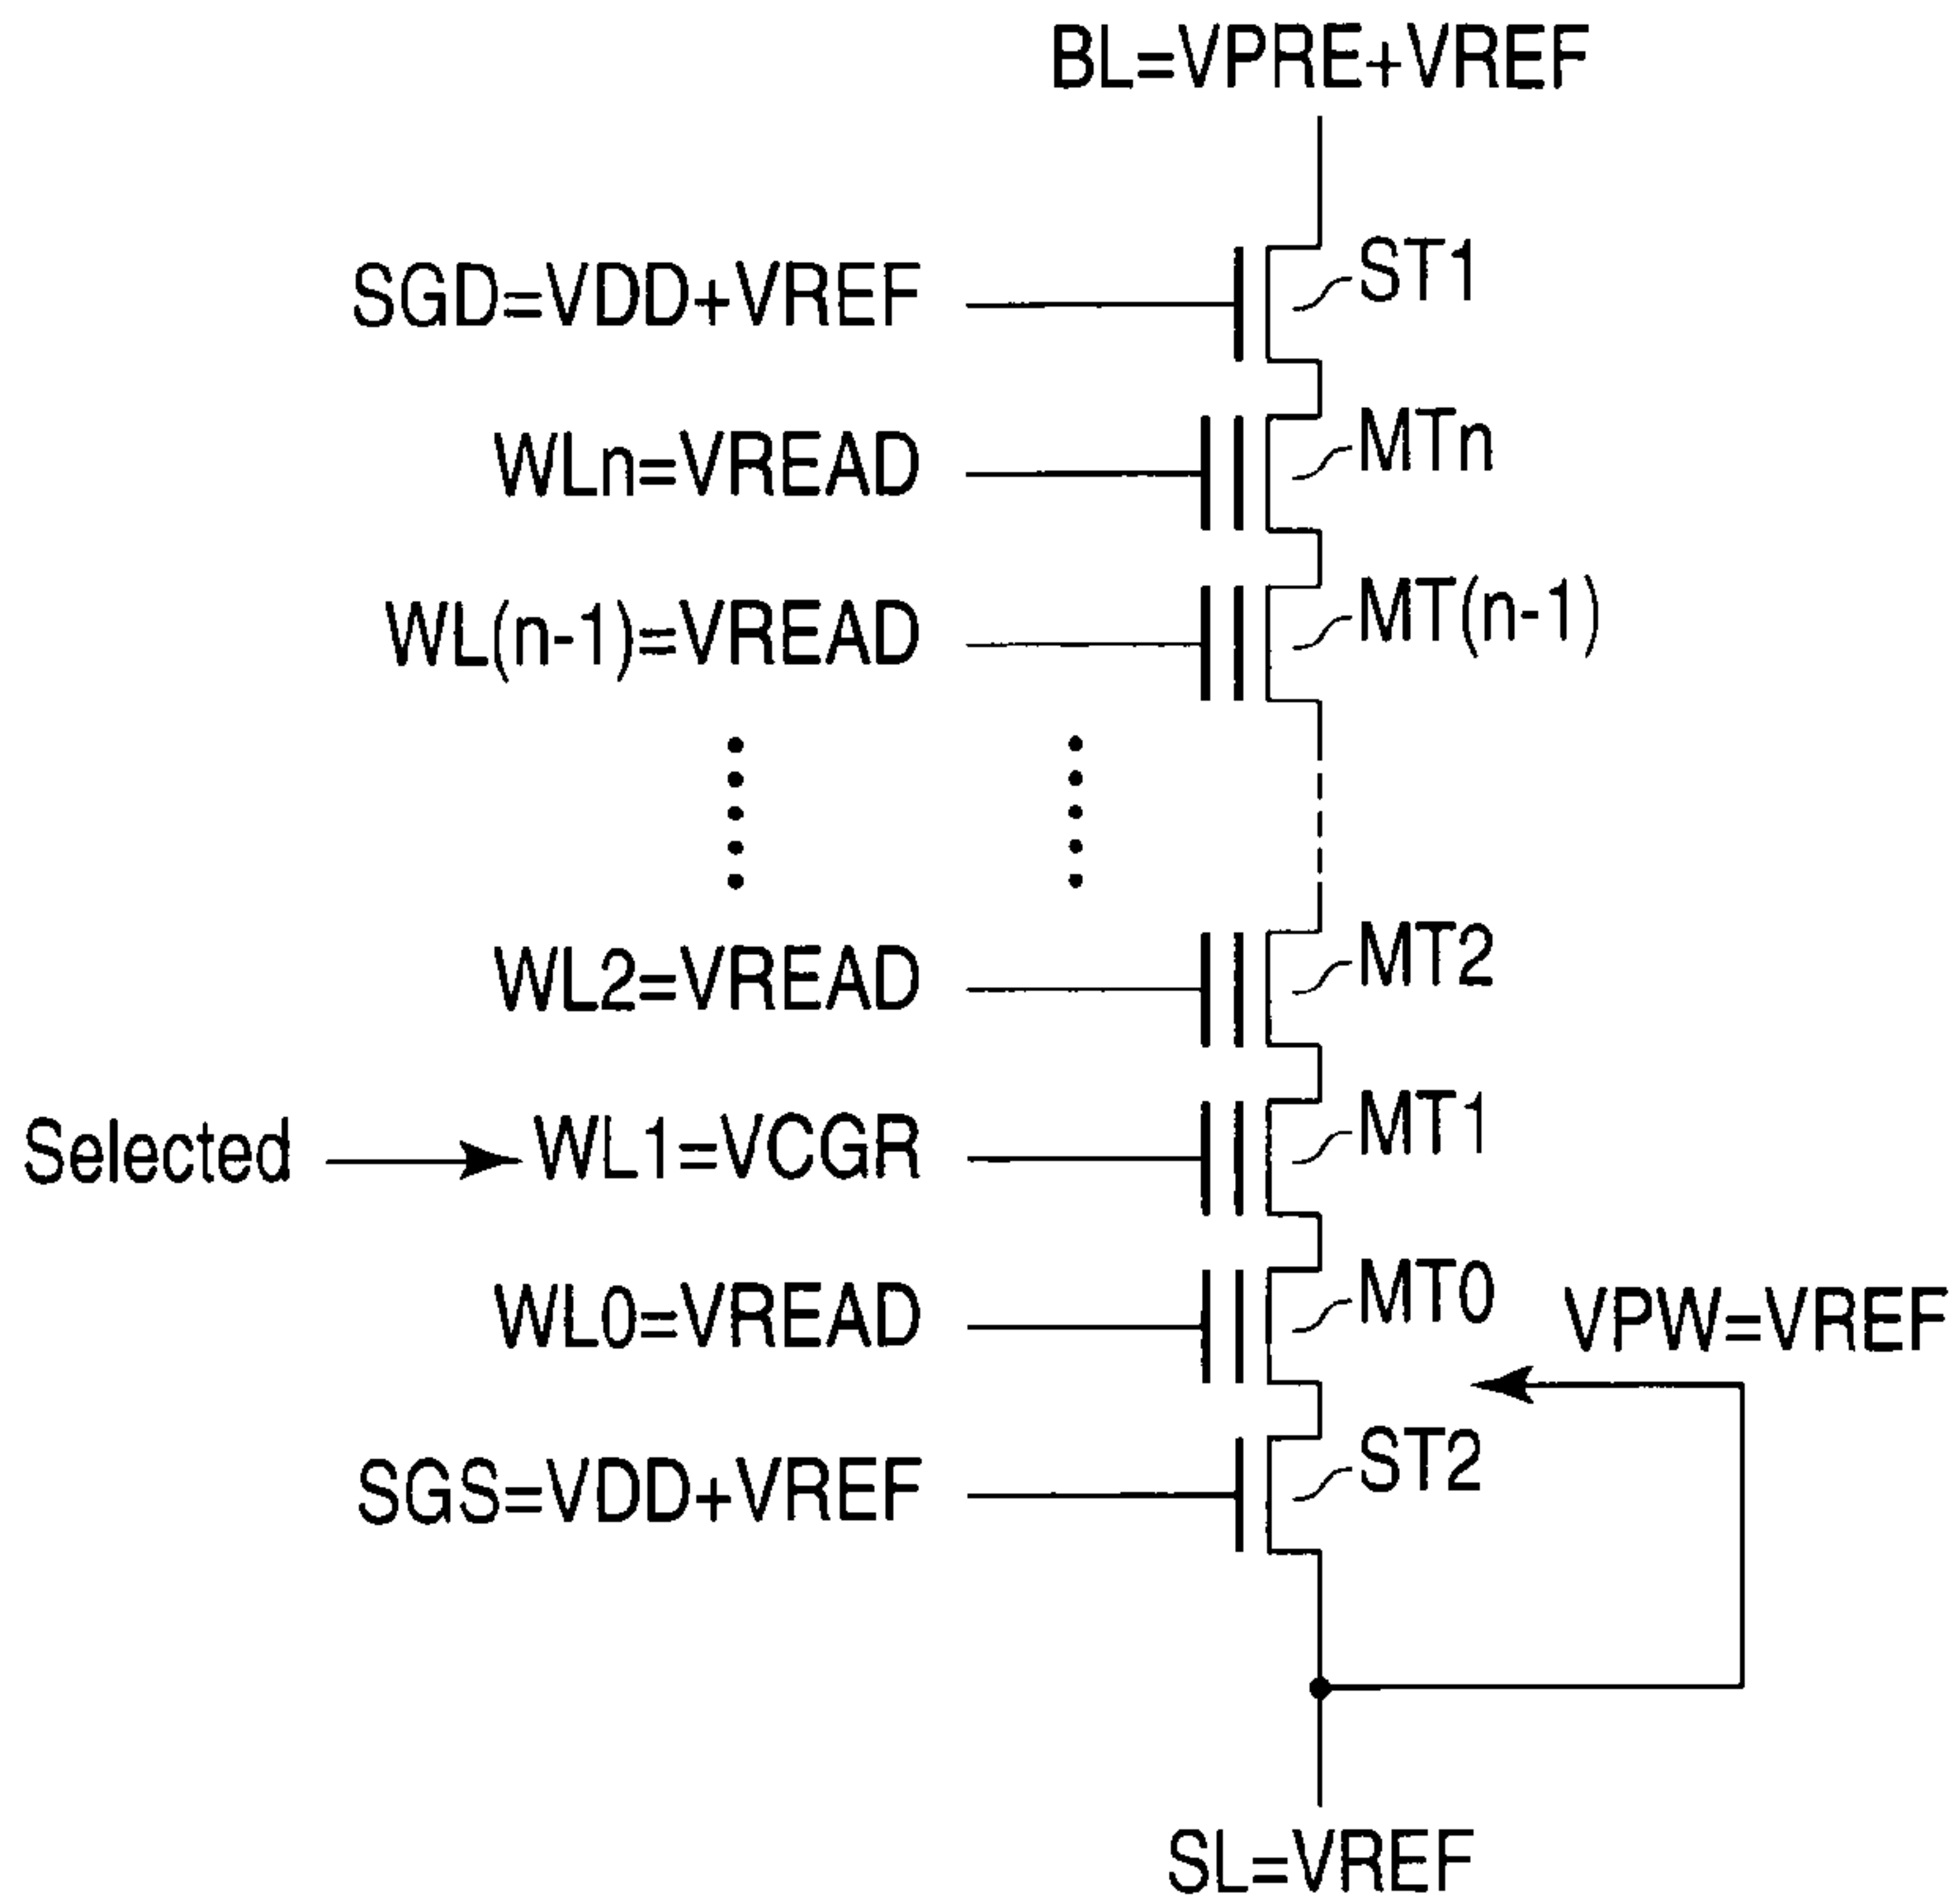 BL=VPRE+VREF
SGD=VDD+VREF
ST1
WLn=VREAD
MTn
WL(n-1)=VREAD
MT(n-1)
WL2=VREAD
MT2
Selected
WL1=VCGR
MT1
WL0=VREAD
MT0
VPW=VREF
SGS=VDD+VREF
ST2
SL=VREF